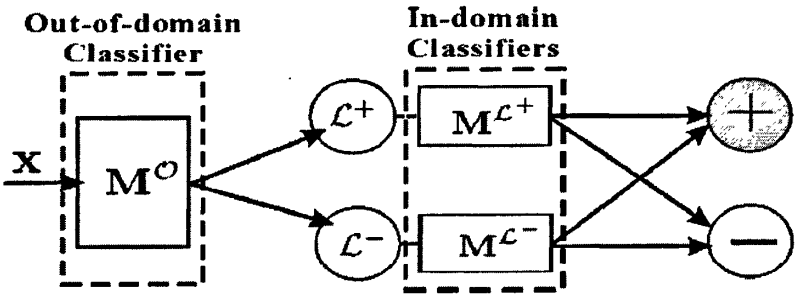 Out-of-domain
Classifier
In-domain
Classifiers
X
M^𝒪
ℒ⁺
M^ℒ⁺
+
ℒ⁻
M^ℒ⁻
−